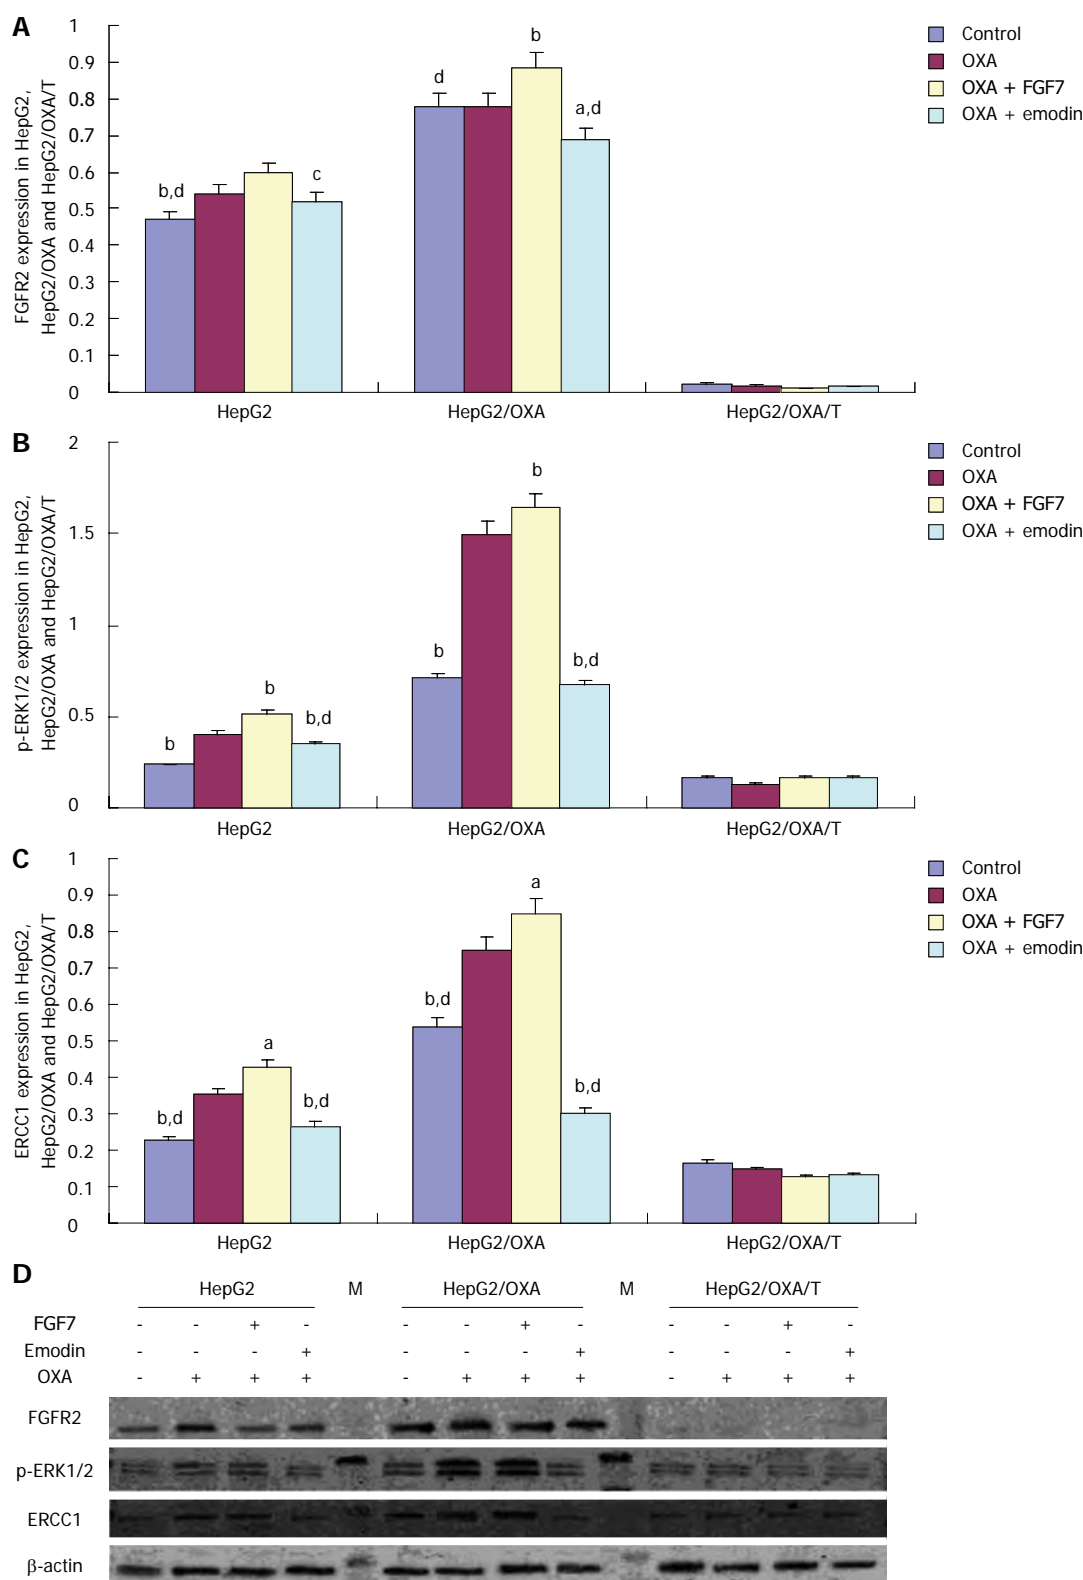 A
FGFR2 expression in HepG2,
HepG2/OXA and HepG2/OXA/T
1
0.9
0.8
0.7
0.6
0.5
0.4
0.3
0.2
0.1
0
b,d
c
d
b
a,d
HepG2
HepG2/OXA
HepG2/OXA/T
Control
OXA
OXA + FGF7
OXA + emodin
B
p-ERK1/2 expression in HepG2,
HepG2/OXA and HepG2/OXA/T
2
1.5
1
0.5
0
b
b
b,d
b
b
b,d
HepG2
HepG2/OXA
HepG2/OXA/T
Control
OXA
OXA + FGF7
OXA + emodin
C
ERCC1 expression in HepG2,
HepG2/OXA and HepG2/OXA/T
1
0.9
0.8
0.7
0.6
0.5
0.4
0.3
0.2
0.1
0
b,d
a
b,d
b,d
a
b,d
HepG2
HepG2/OXA
HepG2/OXA/T
Control
OXA
OXA + FGF7
OXA + emodin
D
HepG2 M HepG2/OXA M HepG2/OXA/T
FGF7 - - + - - - + - - - + -
Emodin - - - + - - - + - - - +
OXA - + + + - + + + - + + +
FGFR2
p-ERK1/2
ERCC1
β-actin